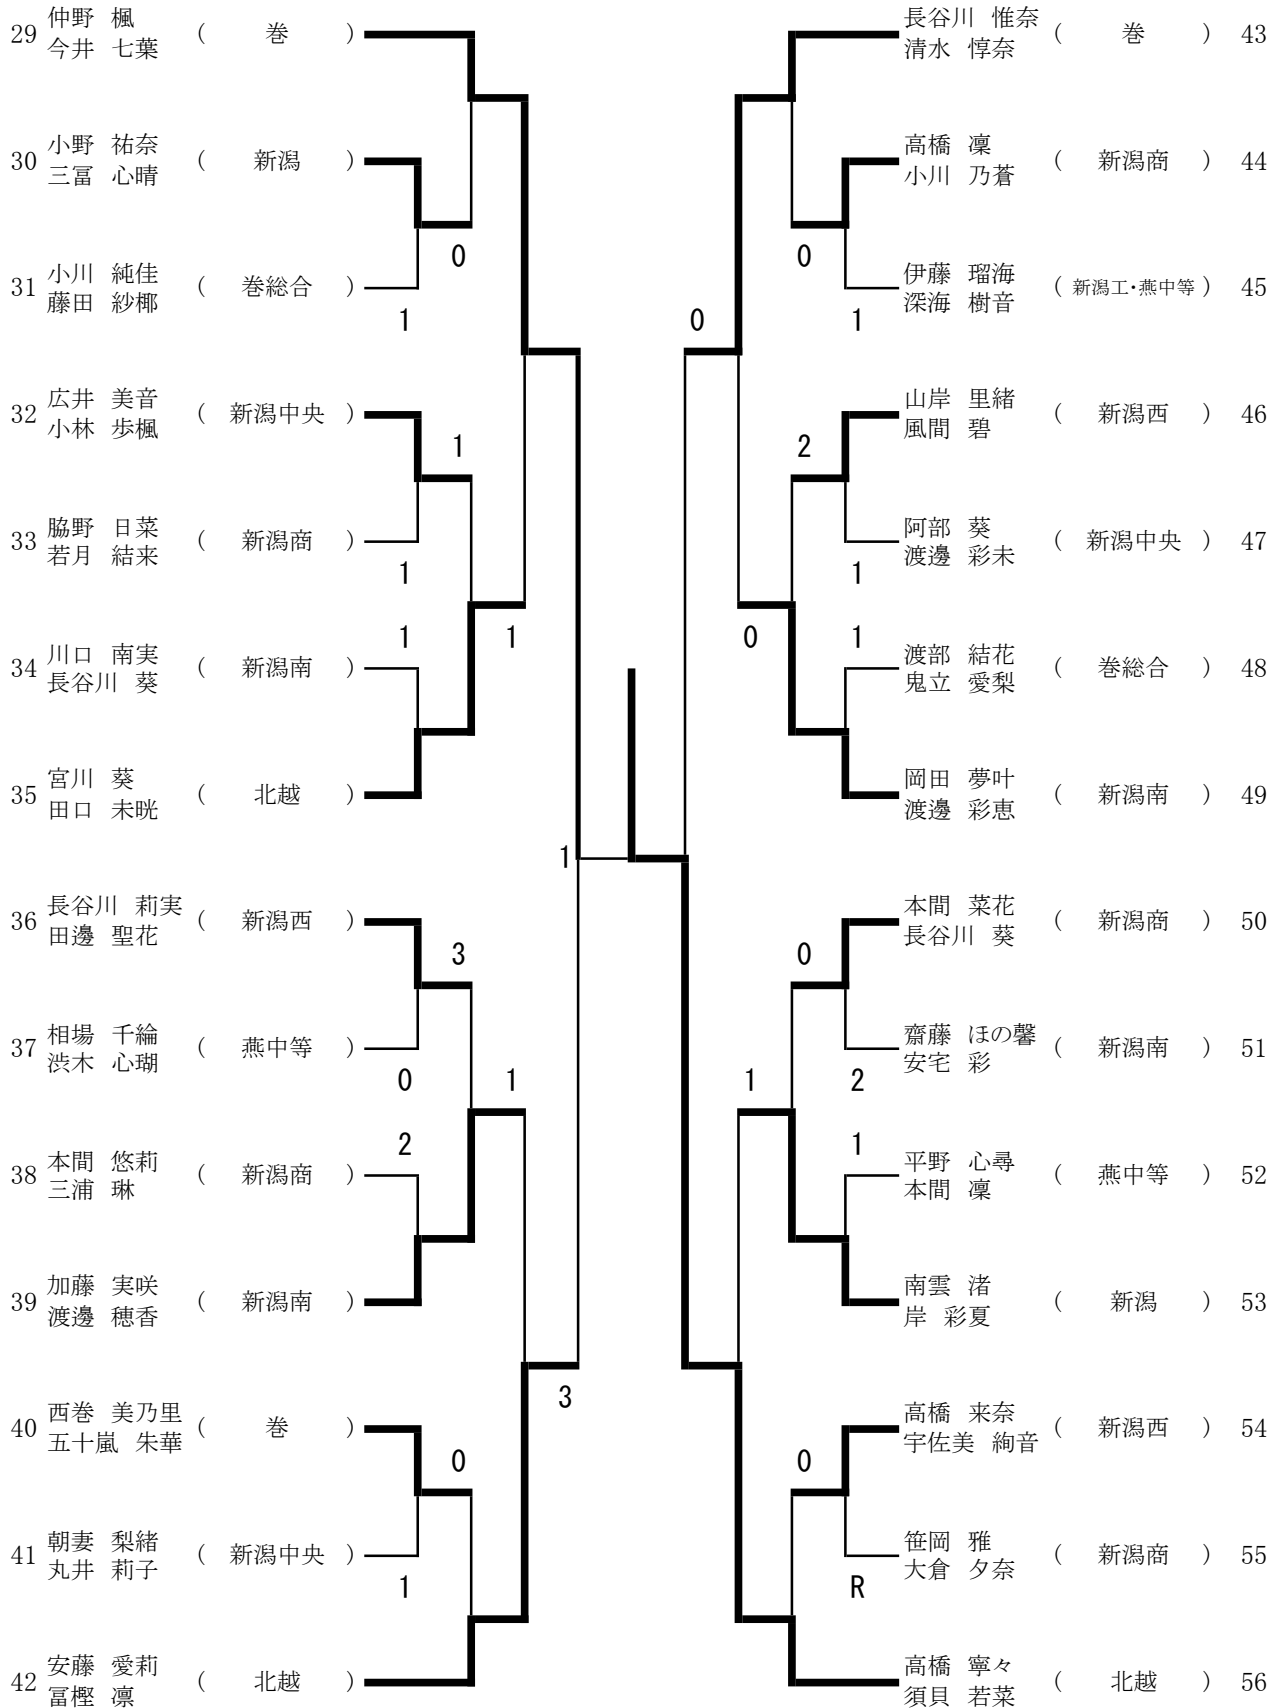 29 仲野 楓 今井 七葉 ( 巻 )
30 小野 祐奈 三冨 心晴 ( 新潟 )
0
31 小川 純佳 藤田 紗椰 ( 巻総合 )
1
32 広井 美音 小林 歩楓 ( 新潟中央 )
1
33 脇野 日菜 若月 結来 ( 新潟商 )
1
1
1
34 川口 南実 長谷川 葵 ( 新潟南 )
35 宮川 葵 田口 未晄 ( 北越 )
1
36 長谷川 莉実 田邊 聖花 ( 新潟西 )
3
37 相場 千綸 渋木 心瑚 ( 燕中等 )
0
1
2
38 本間 悠莉 三浦 琳 ( 新潟商 )
39 加藤 実咲 渡邊 穂香 ( 新潟南 )
3
40 西巻 美乃里 五十嵐 朱華 ( 巻 )
0
41 朝妻 梨緒 丸井 莉子 ( 新潟中央 )
1
42 安藤 愛莉 冨樫 凛 ( 北越 )
長谷川 惟奈 清水 惇奈 ( 巻 ) 43
高橋 凜 小川 乃蒼 ( 新潟商 ) 44
0
伊藤 瑠海 深海 樹音 ( 新潟工・燕中等 ) 45
0
1
山岸 里緒 風間 碧 ( 新潟西 ) 46
2
阿部 葵 渡邊 彩未 ( 新潟中央 ) 47
1
0
1
渡部 結花 鬼立 愛梨 ( 巻総合 ) 48
岡田 夢叶 渡邊 彩恵 ( 新潟南 ) 49
本間 菜花 長谷川 葵 ( 新潟商 ) 50
0
齋藤 ほの馨 安宅 彩 ( 新潟南 ) 51
1
2
1
平野 心尋 本間 凜 ( 燕中等 ) 52
南雲 渚 岸 彩夏 ( 新潟 ) 53
高橋 来奈 宇佐美 絢音 ( 新潟西 ) 54
0
笹岡 雅 大倉 夕奈 ( 新潟商 ) 55
R
高橋 寧々 須貝 若菜 ( 北越 ) 56